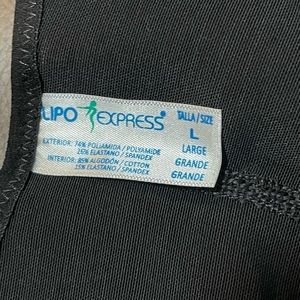 LIPO EXPRESS®
EXTERIOR: 74% POLIAMIDA / POLYAMIDE
26% ELASTANO / SPANDEX
INTERIOR: 85% ALGODÓN / COTTON
15% ELASTANO / SPANDEX
TALLA / SIZE
L
LARGE
GRANDE
GRANDE